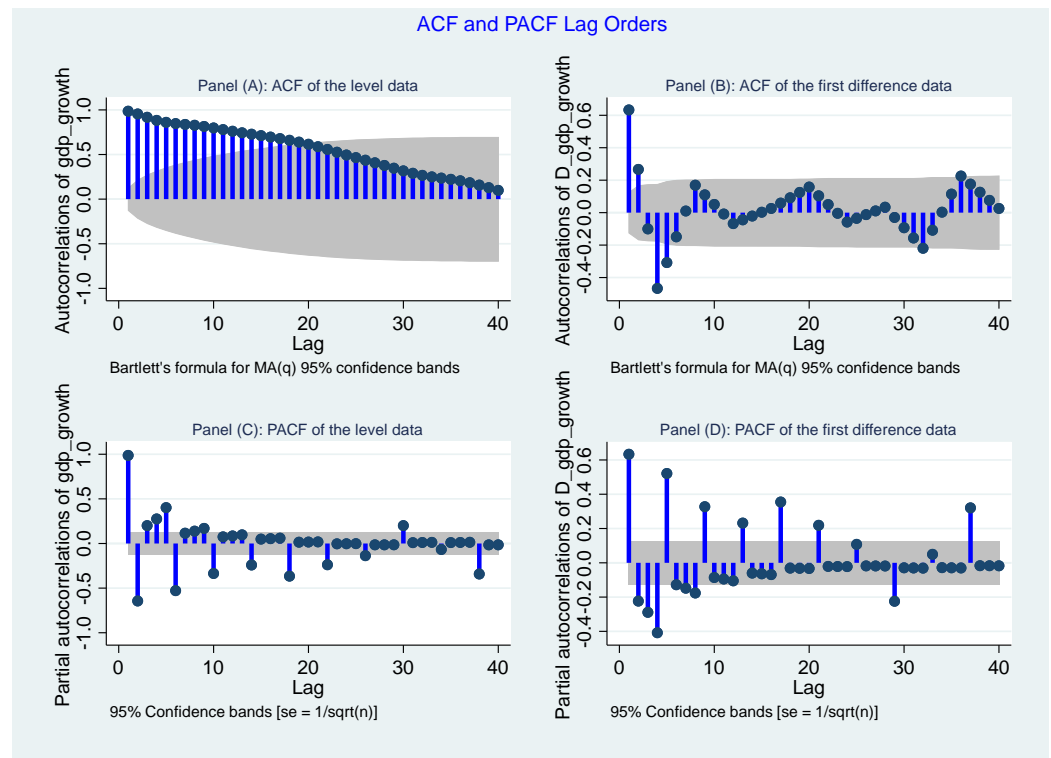 ACF and PACF Lag Orders
Panel (A): ACF of the level data
Autocorrelations of gdp_growth
1.0
0.5
0.0
-0.5
-1.0
0 10 20 30 40
Lag
Bartlett's formula for MA(q) 95% confidence bands
Panel (B): ACF of the first difference data
Autocorrelations of D_gdp_growth
0.6
0.4
0.2
0.0
-0.2
-0.4
0 10 20 30 40
Lag
Bartlett's formula for MA(q) 95% confidence bands
Panel (C): PACF of the level data
Partial autocorrelations of gdp_growth
1.0
0.5
0.0
-0.5
-1.0
0 10 20 30 40
Lag
95% Confidence bands [se = 1/sqrt(n)]
Panel (D): PACF of the first difference data
Partial autocorrelations of D_gdp_growth
0.6
0.4
0.2
0.0
-0.2
-0.4
0 10 20 30 40
Lag
95% Confidence bands [se = 1/sqrt(n)]